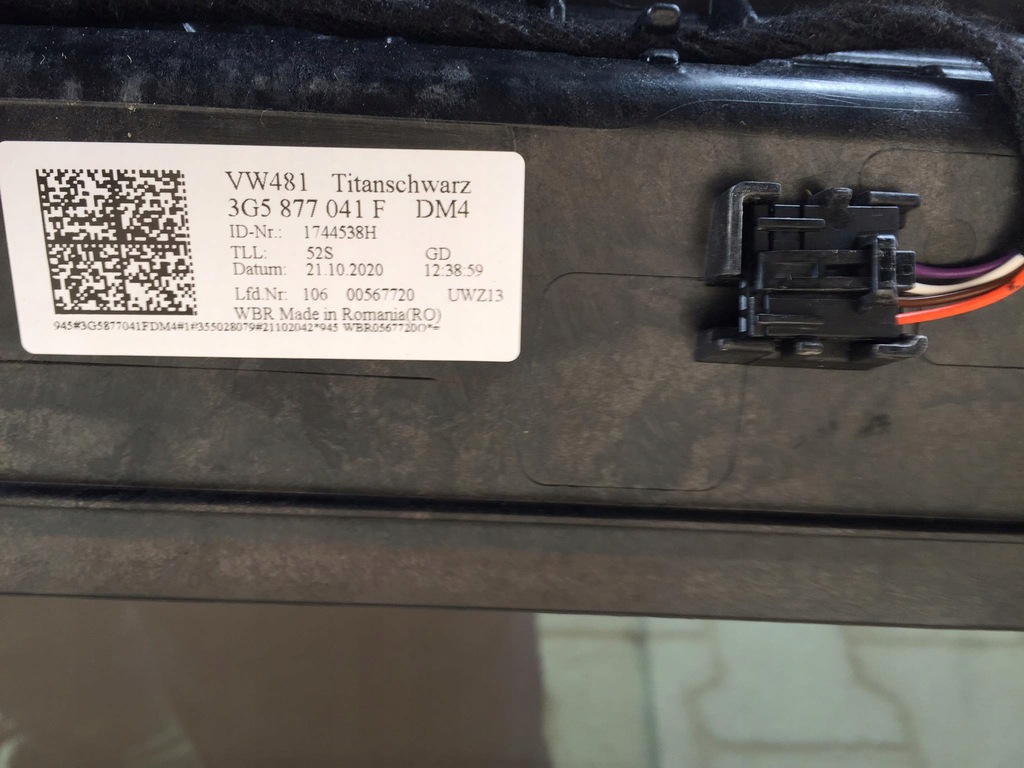 VW481 Titanschwarz
3G5 877 041 F DM4
ID-Nr.: 1744538H
TLL: 52S GD
Datum: 21.10.2020 12:38:59
Lfd.Nr: 106 00567720 UWZ13
WBR Made in Romania(RO)
945#3G5877041FDM4#1#355028079#21102042*945 WBR0567720O*=